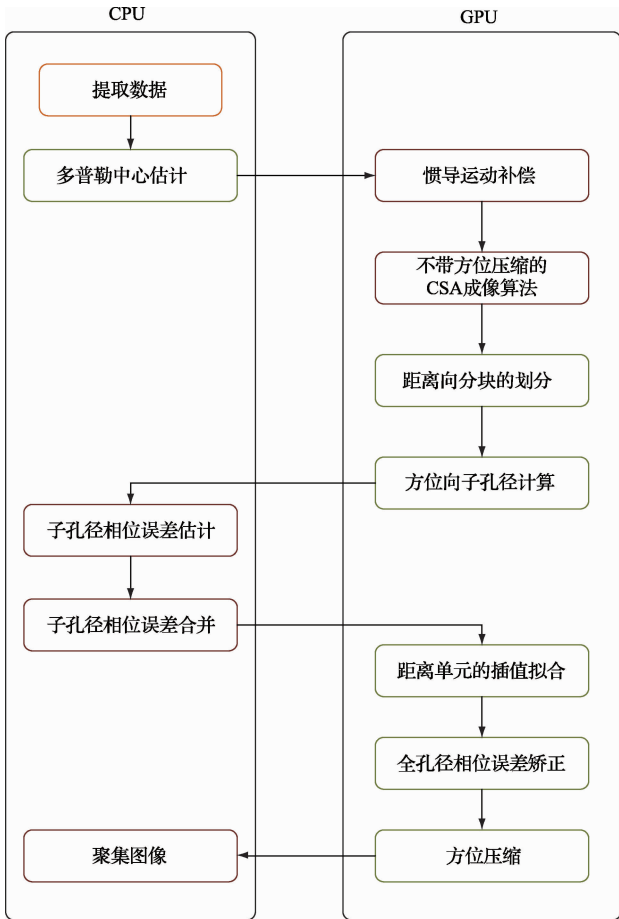 CPU
GPU
提取数据
多普勒中心估计
惯导运动补偿
不带方位压缩的
CSA成像算法
距离向分块的划分
方位向子孔径计算
子孔径相位误差估计
子孔径相位误差合并
距离单元的插值拟合
全孔径相位误差矫正
方位压缩
聚集图像